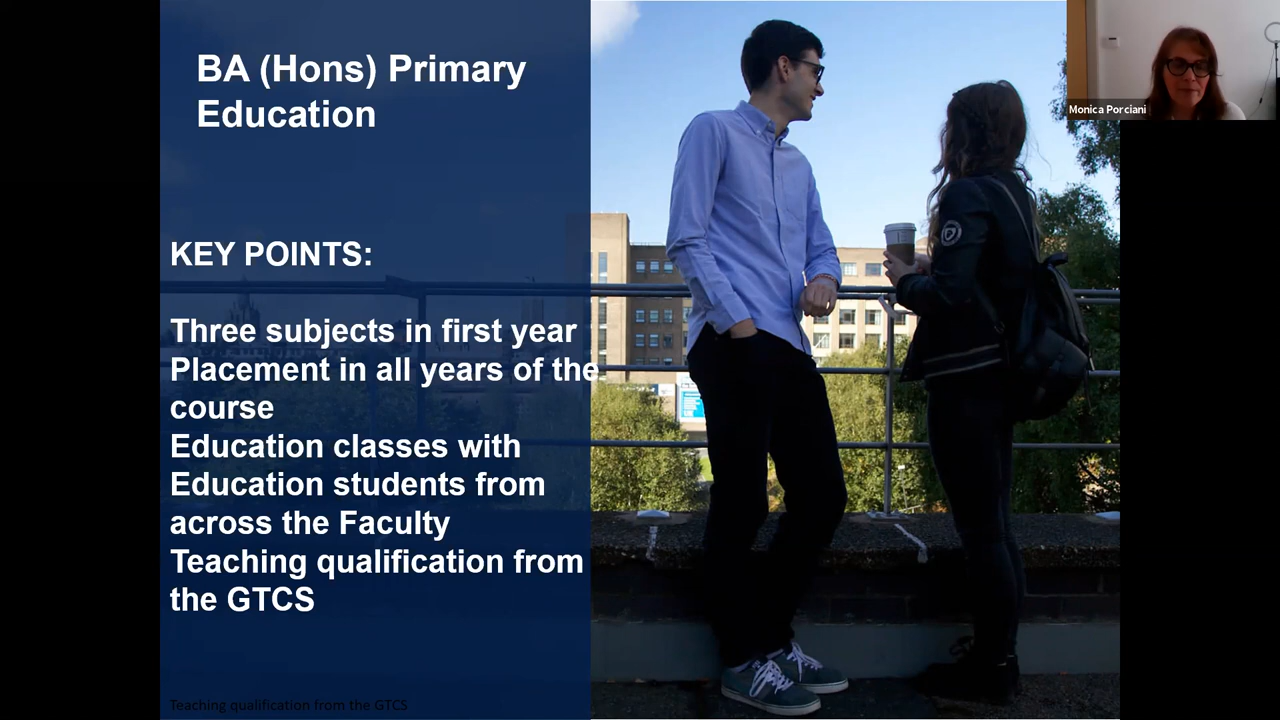 BA (Hons) Primary
Education
Monica Porciani
KEY POINTS:
Three subjects in first year
Placement in all years of the
course
Education classes with
Education students from
across the Faculty
Teaching qualification from
the GTCS
Teaching qualification from the GTCS